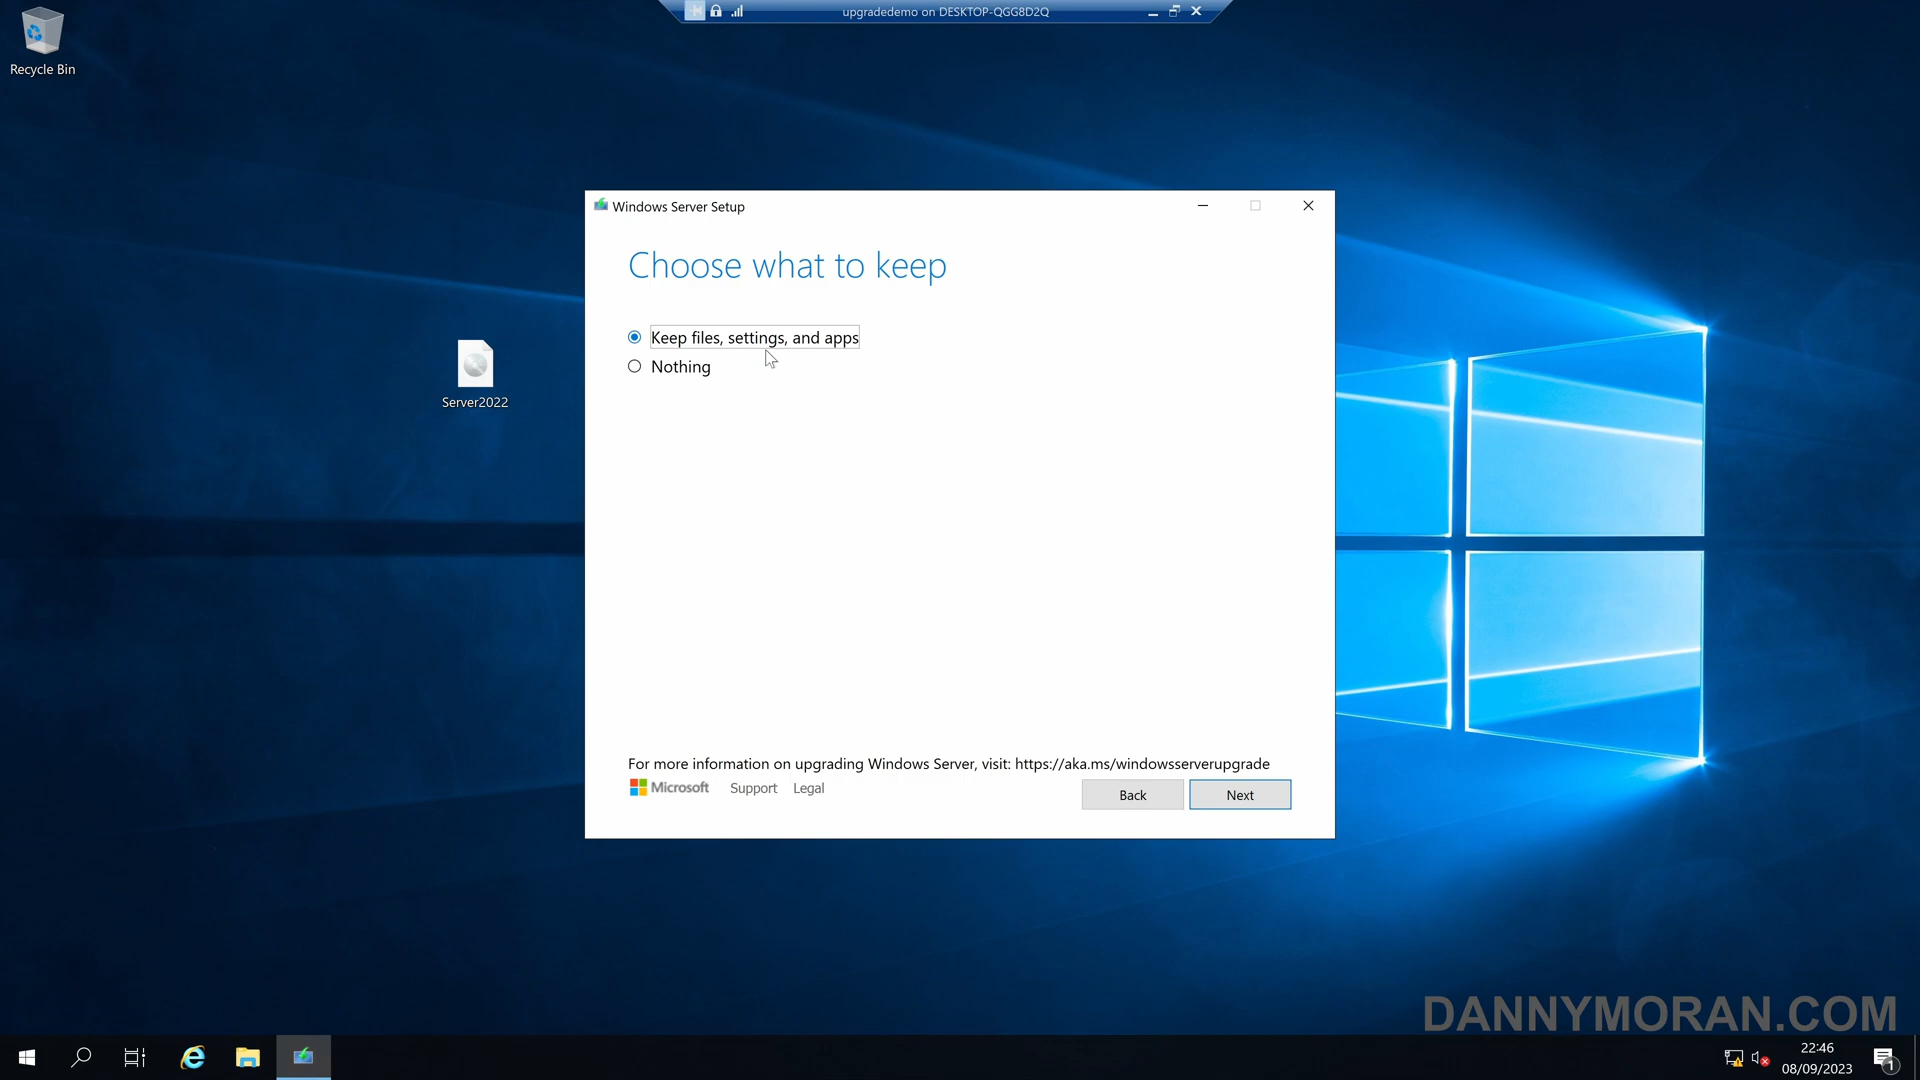 upgradedemo on DESKTOP-QGG8D2Q
Recycle Bin
Windows Server Setup
Choose what to keep
Keep files, settings, and apps
Nothing
Server2022
For more information on upgrading Windows Server, visit: https://aka.ms/windowsserverupgrade
Microsoft Support Legal
Back Next
DANNYMORAN.COM
22:46
08/09/2023
1